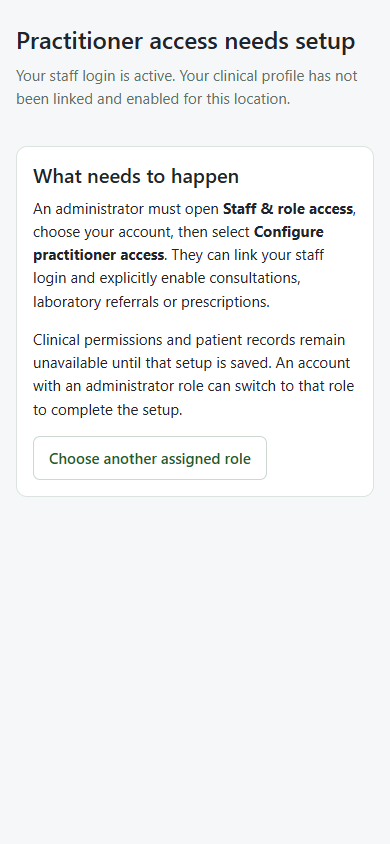 Practitioner access needs setup
Your staff login is active. Your clinical profile has not
been linked and enabled for this location.
What needs to happen
An administrator must open Staff & role access,
choose your account, then select Configure
practitioner access. They can link your staff
login and explicitly enable consultations,
laboratory referrals or prescriptions.
Clinical permissions and patient records remain
unavailable until that setup is saved. An account
with an administrator role can switch to that role
to complete the setup.
Choose another assigned role